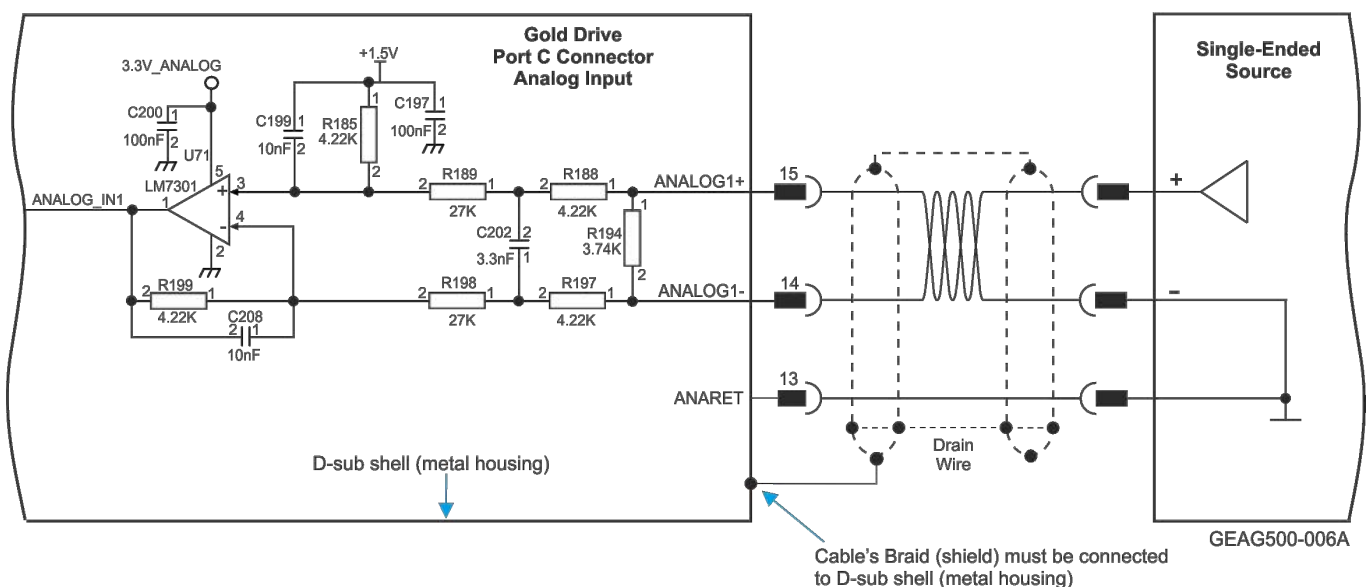 Gold Drive
Port C Connector
Analog Input
Single-Ended
Source
+1.5V
3.3V_ANALOG
C200
1
100nF
2
U71
5
LM7301
+
3
1
-
4
2
ANALOG_IN1
C199
1
10nF
2
R185
1
4.22K
2
C197
1
100nF
2
2
R189
1
27K
2
R188
1
4.22K
ANALOG1+
15
+
C202
2
3.3nF
1
R194
1
3.74K
2
2
R199
1
4.22K
C208
2
1
10nF
2
R198
1
27K
2
R197
1
4.22K
ANALOG1-
14
-
ANARET
13
Drain
Wire
D-sub shell (metal housing)
Cable's Braid (shield) must be connected
to D-sub shell (metal housing)
GEAG500-006A